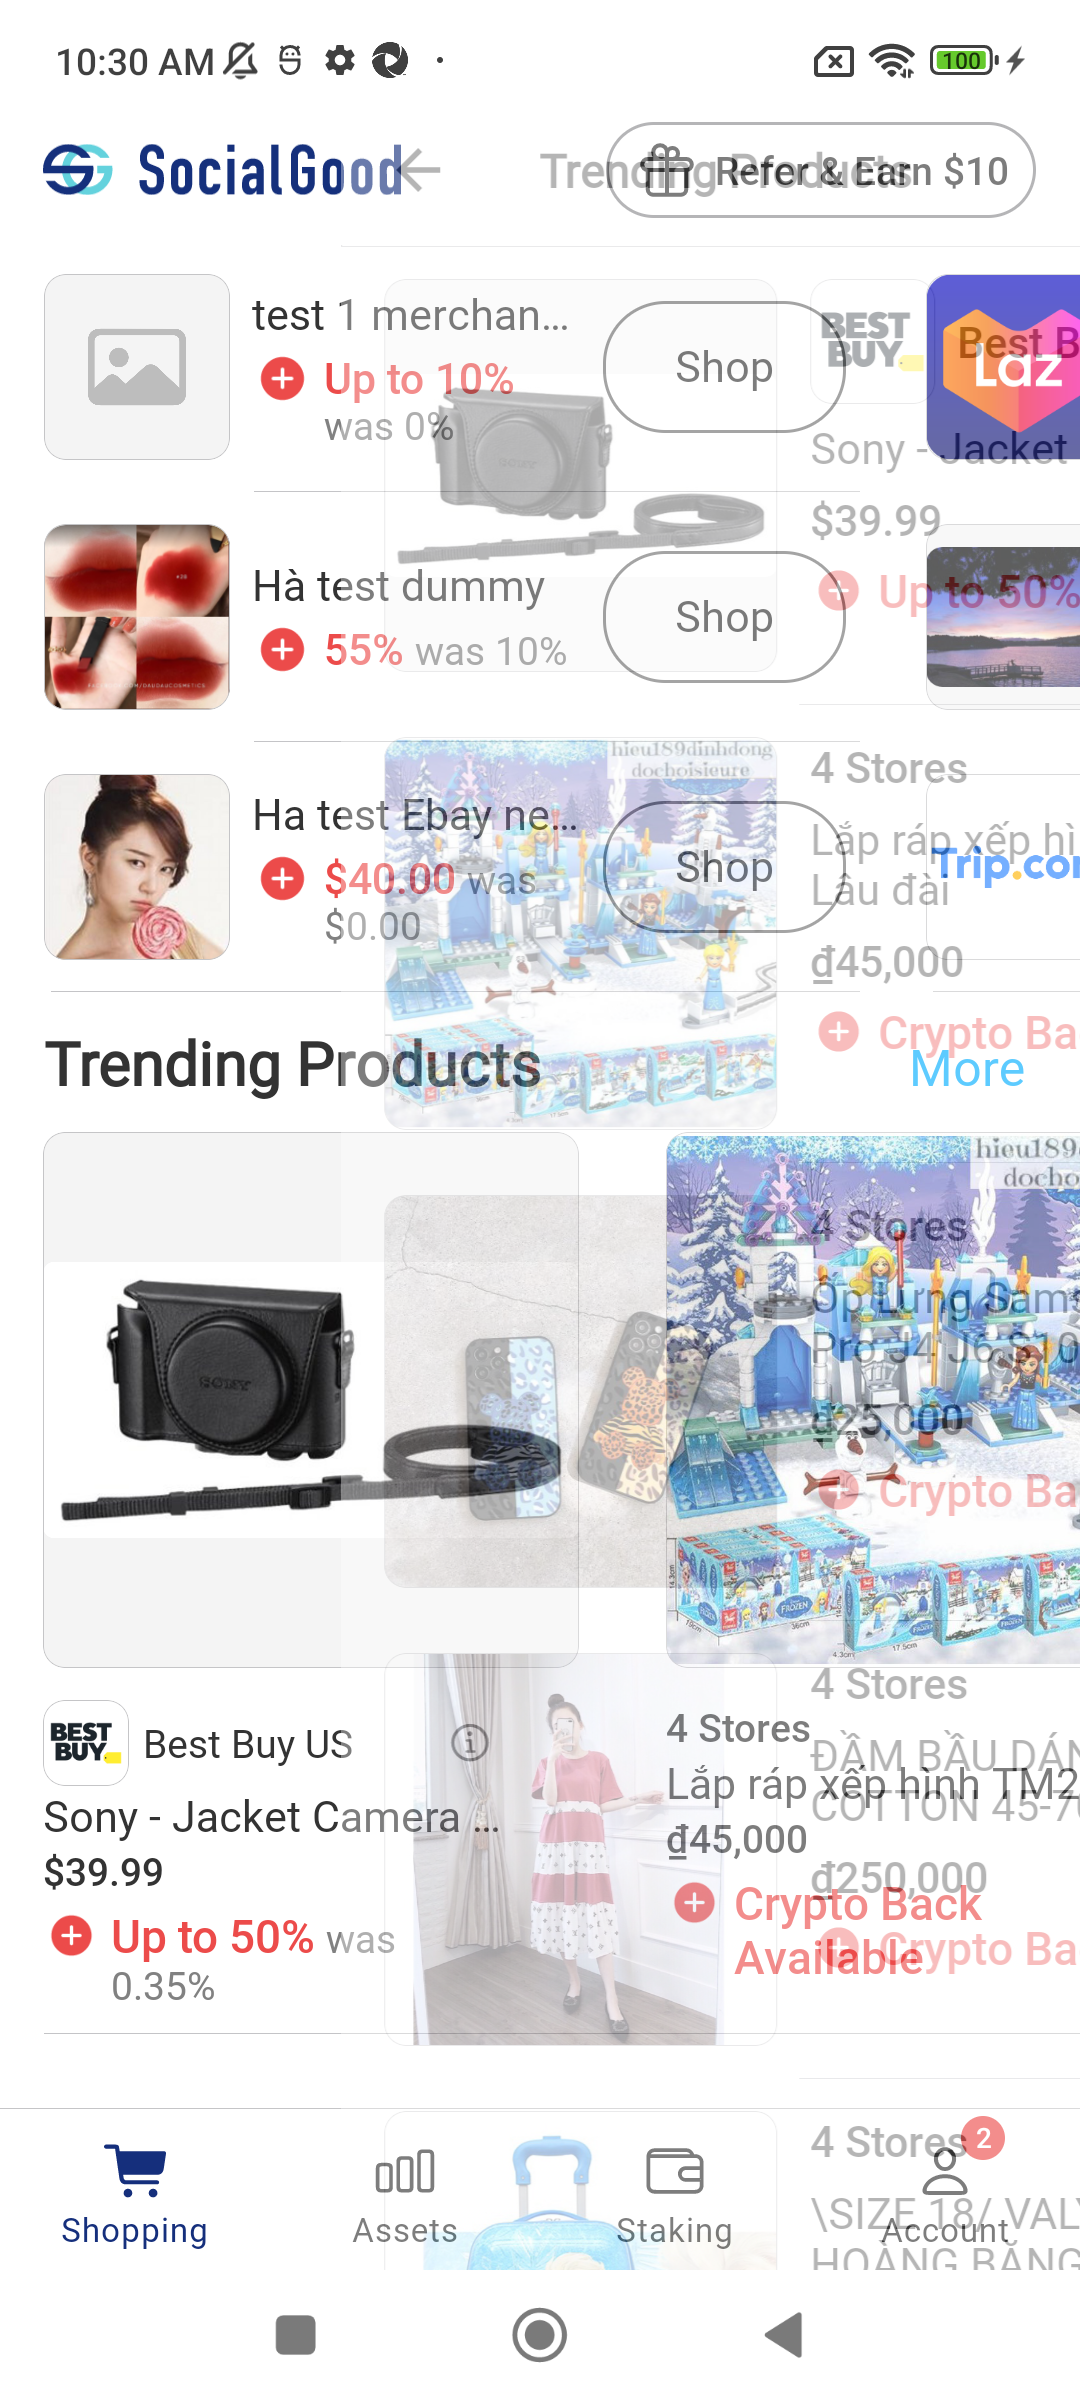 10:30 AM
100
SocialGood
Trending Products
Refer & Earn $10
test 1 merchan...
Up to 10%
was 0%
Shop
BEST
BUY
Best B
Laz
Sony - Jacket
$39.99
Up to 50%
Hà test dummy
55% was 10%
Shop
hieu189dinhdong
dochoisieure
4 Stores
Ha test Ebay ne...
$40.00 was
$0.00
Shop
Lắp ráp xếp hì
Lâu đài
Trip.co
₫45,000
Crypto Ba
Trending Products
More
hieu189
docho
SONY
4 Stores
Ốp Lưng Sams
Pro J4 J6 S10
₫25,000
Crypto Ba
FROZEN
BEST
BUY
Best Buy US
Sony - Jacket Camera ...
$39.99
Up to 50% was
0.35%
4 Stores
Lắp ráp xếp hình TM2
₫45,000
Crypto Back
Available
4 Stores
ĐẦM BẦU DÁN
COTTON 45-7
₫250,000
Crypto Ba
4 Stores
\SIZE 18/ VAL
HOÀNG BĂNG
Shopping
Assets
Staking
Account
2